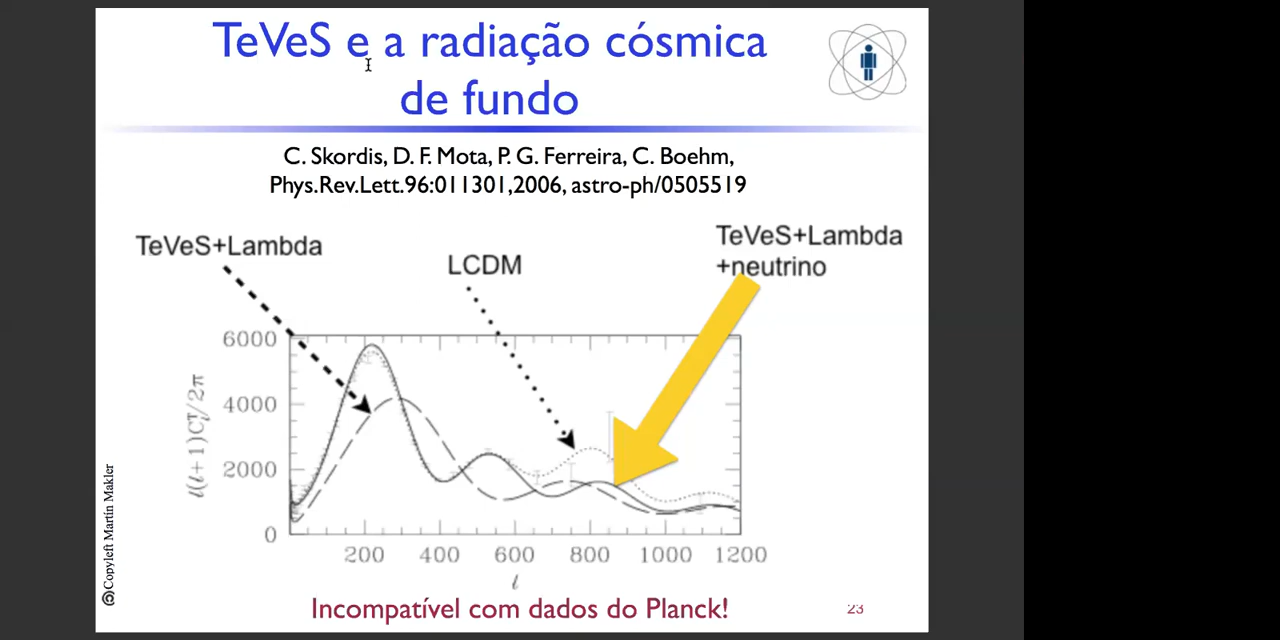 TeVeS e a radiação cósmica
de fundo
C. Skordis, D. F. Mota, P. G. Ferreira, C. Boehm,
Phys.Rev.Lett.96:011301,2006, astro-ph/0505519
TeVeS+Lambda
LCDM
TeVeS+Lambda
+neutrino
6000
4000
2000
0
l(l+1)CTl/2π
200 400 600 800 1000 1200
l
Incompatível com dados do Planck!
23
Copyleft Martin Makler